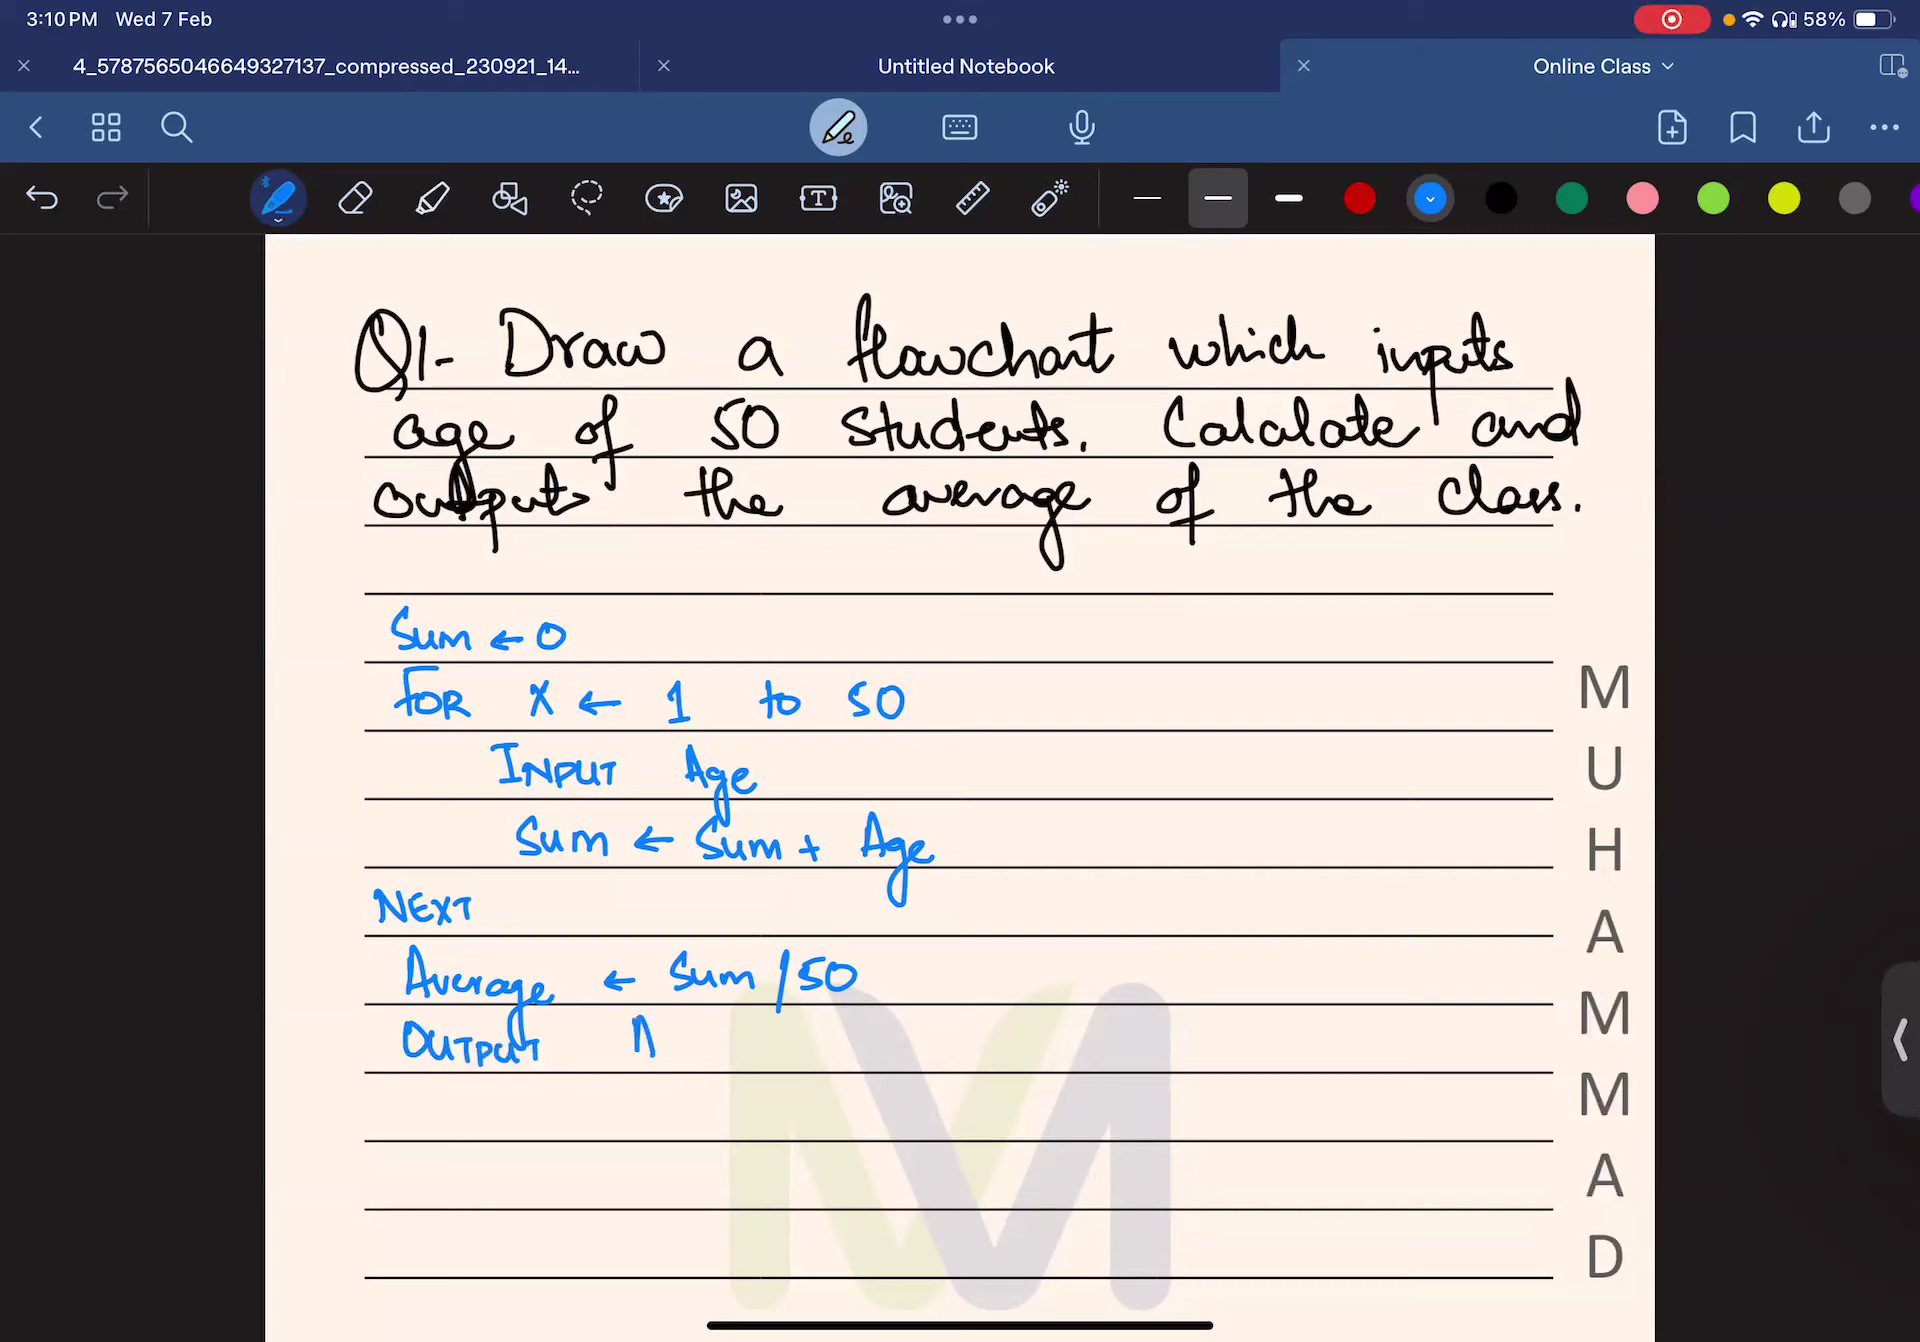 3:10 PM Wed 7 Feb
58%
4_5787565046649327137_compressed_230921_14...
Untitled Notebook
Online Class
Q1- Draw a flowchart which inputs
age of 50 students. Calculate and
outputs the average of the class.
Sum ← 0
FOR X ← 1 to 50
INPUT Age
Sum ← Sum + Age
NEXT
Average ← Sum / 50
OUTPUT
MUHAMMAD